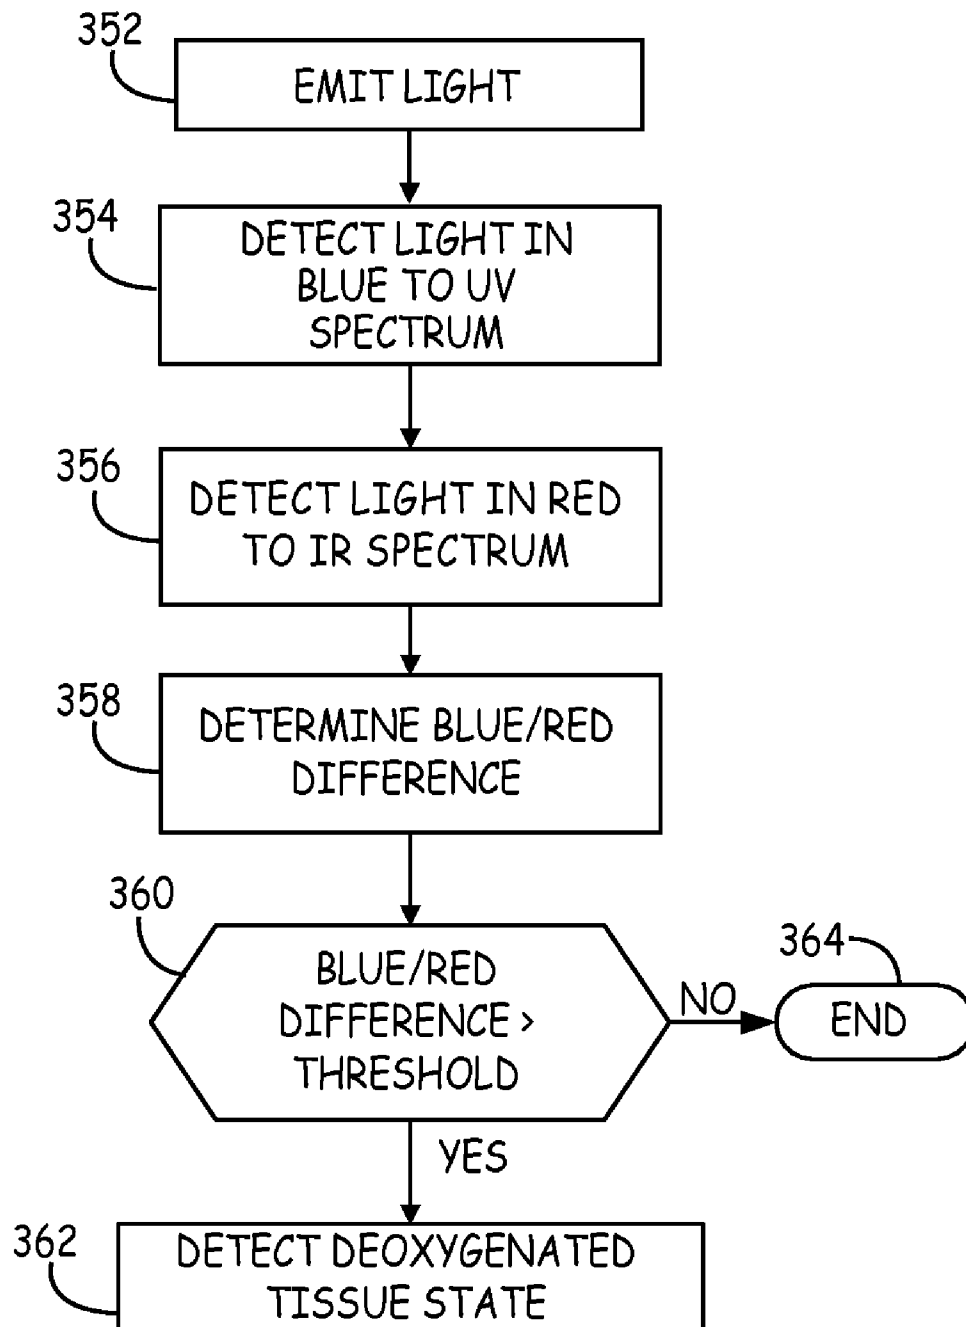 352
EMIT LIGHT
354
DETECT LIGHT IN
BLUE TO UV
SPECTRUM
356
DETECT LIGHT IN RED
TO IR SPECTRUM
358
DETERMINE BLUE/RED
DIFFERENCE
360
BLUE/RED
DIFFERENCE >
THRESHOLD
NO
364
END
YES
362
DETECT DEOXYGENATED
TISSUE STATE